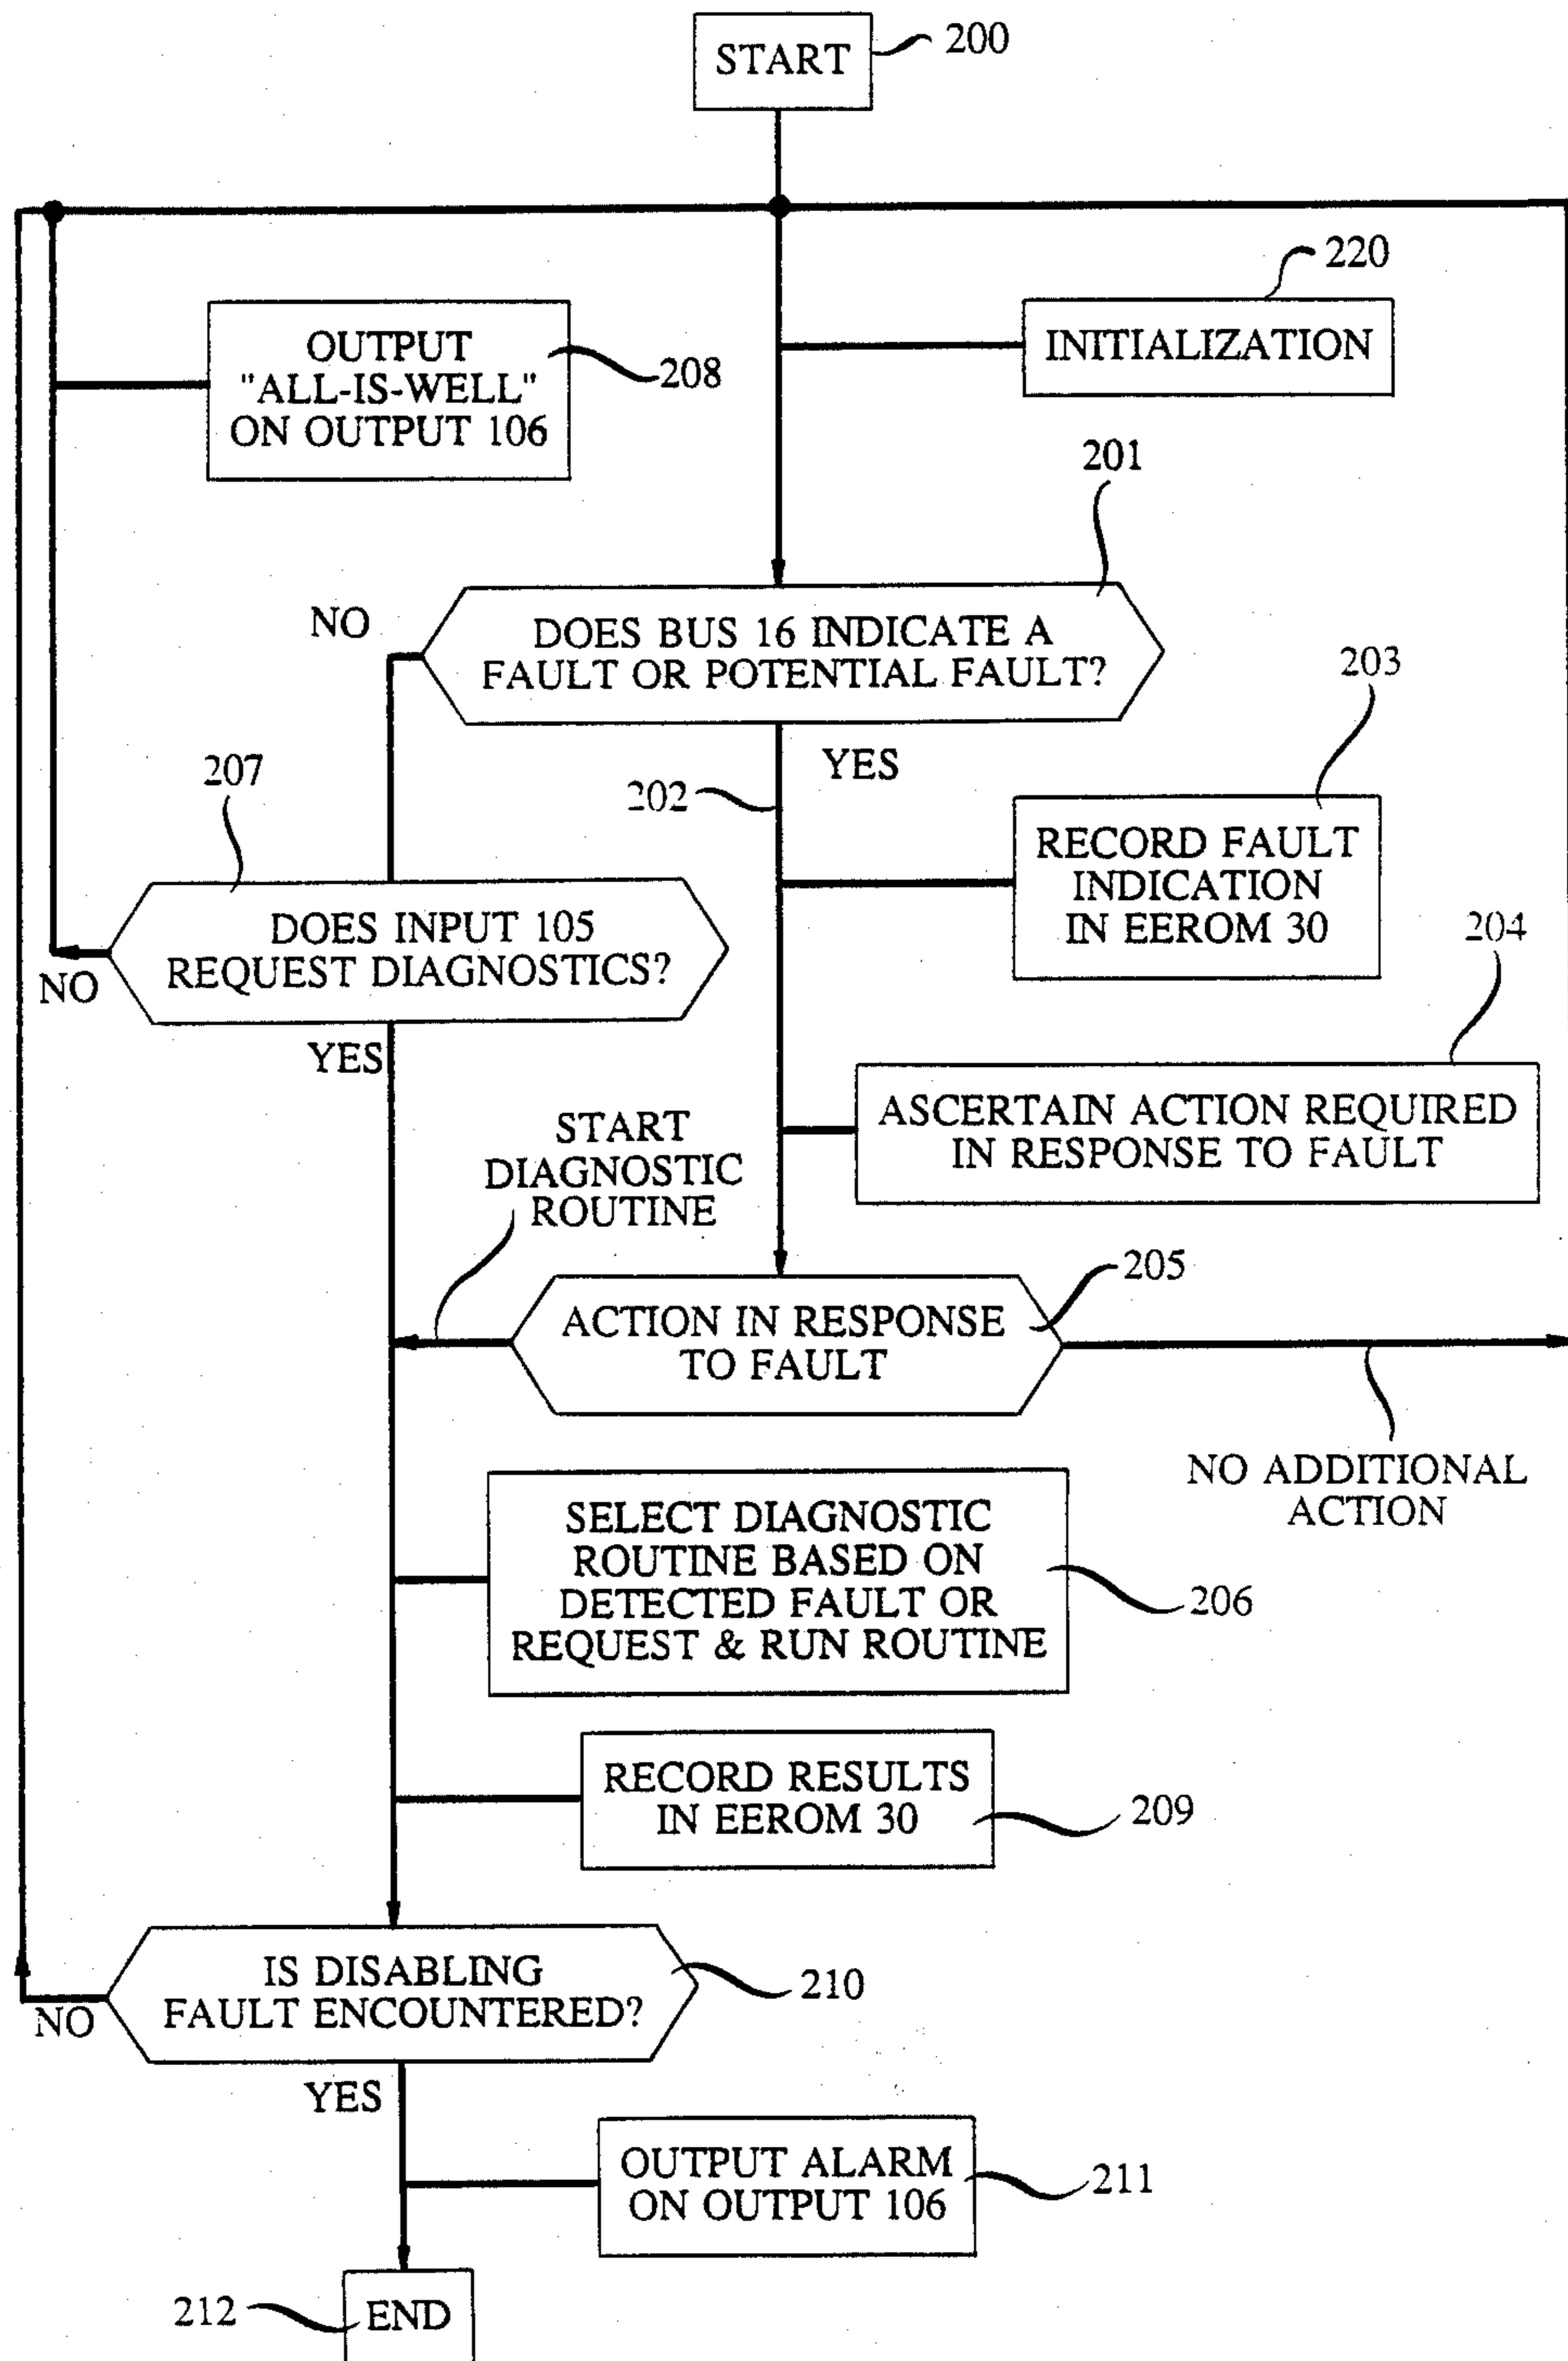 START
200
220
INITIALIZATION
OUTPUT
"ALL-IS-WELL"
ON OUTPUT 106
208
201
NO
DOES BUS 16 INDICATE A
FAULT OR POTENTIAL FAULT?
203
YES
207
202
RECORD FAULT
INDICATION
IN EEROM 30
204
DOES INPUT 105
REQUEST DIAGNOSTICS?
NO
YES
ASCERTAIN ACTION REQUIRED
IN RESPONSE TO FAULT
START
DIAGNOSTIC
ROUTINE
205
ACTION IN RESPONSE
TO FAULT
NO ADDITIONAL
ACTION
SELECT DIAGNOSTIC
ROUTINE BASED ON
DETECTED FAULT OR
REQUEST & RUN ROUTINE
206
RECORD RESULTS
IN EEROM 30
209
IS DISABLING
FAULT ENCOUNTERED?
210
NO
YES
OUTPUT ALARM
ON OUTPUT 106
211
212
END